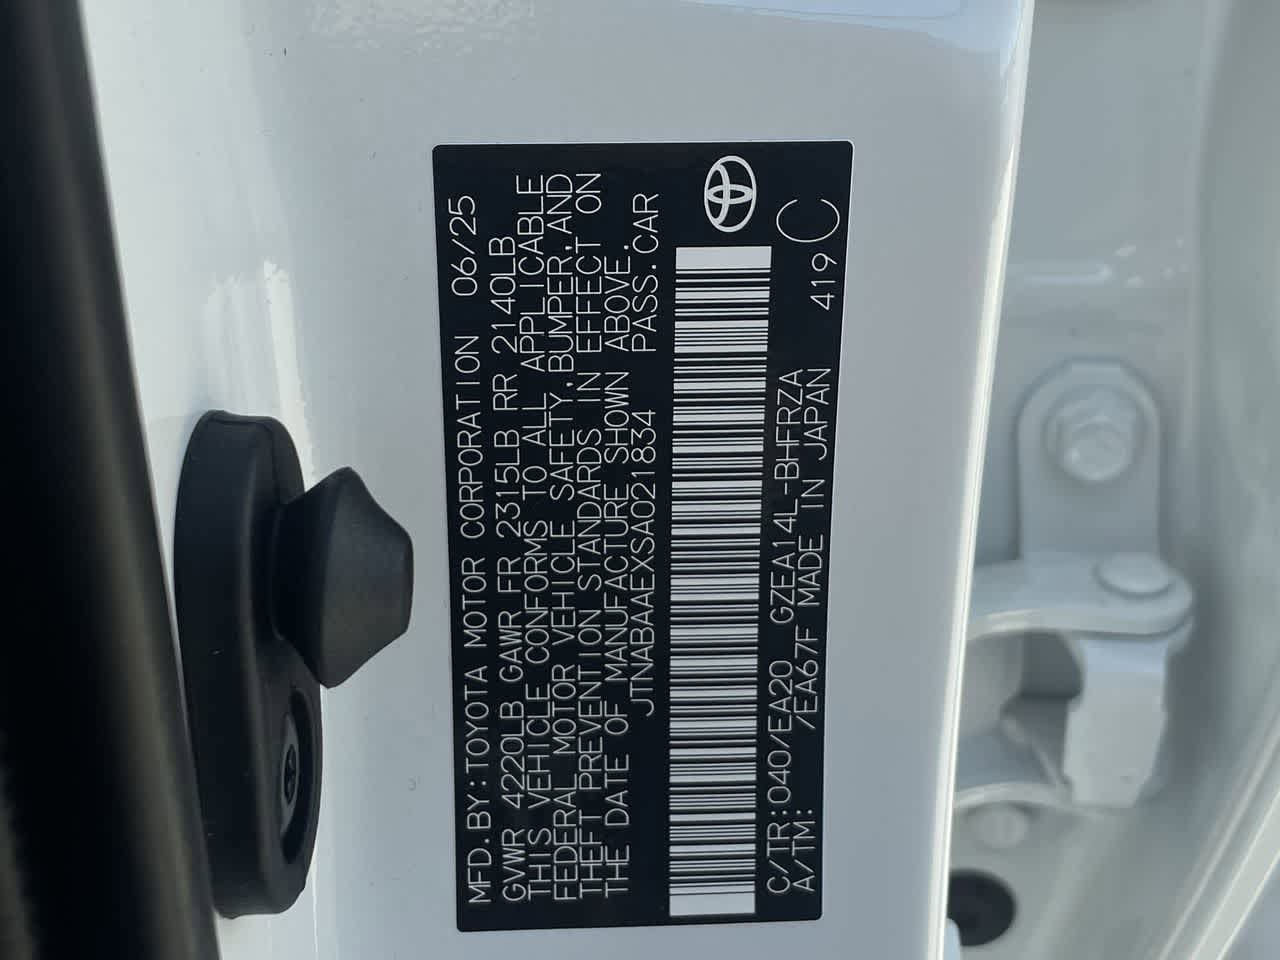 MFD.BY:TOYOTA MOTOR CORPORATION 06/25
GVWR 4220LB GAWR FR 2315LB RR 2140LB
THIS VEHICLE CONFORMS TO ALL APPLICABLE
FEDERAL MOTOR VEHICLE SAFETY,BUMPER,AND
THEFT PREVENTION STANDARDS IN EFFECT ON
THE DATE OF MANUFACTURE SHOWN ABOVE.
JTNABAAEXSA021834 PASS.CAR
C/TR:040/EA20 GZEA14L-BHFRZA
A/TM: /EA67F MADE IN JAPAN 419 C